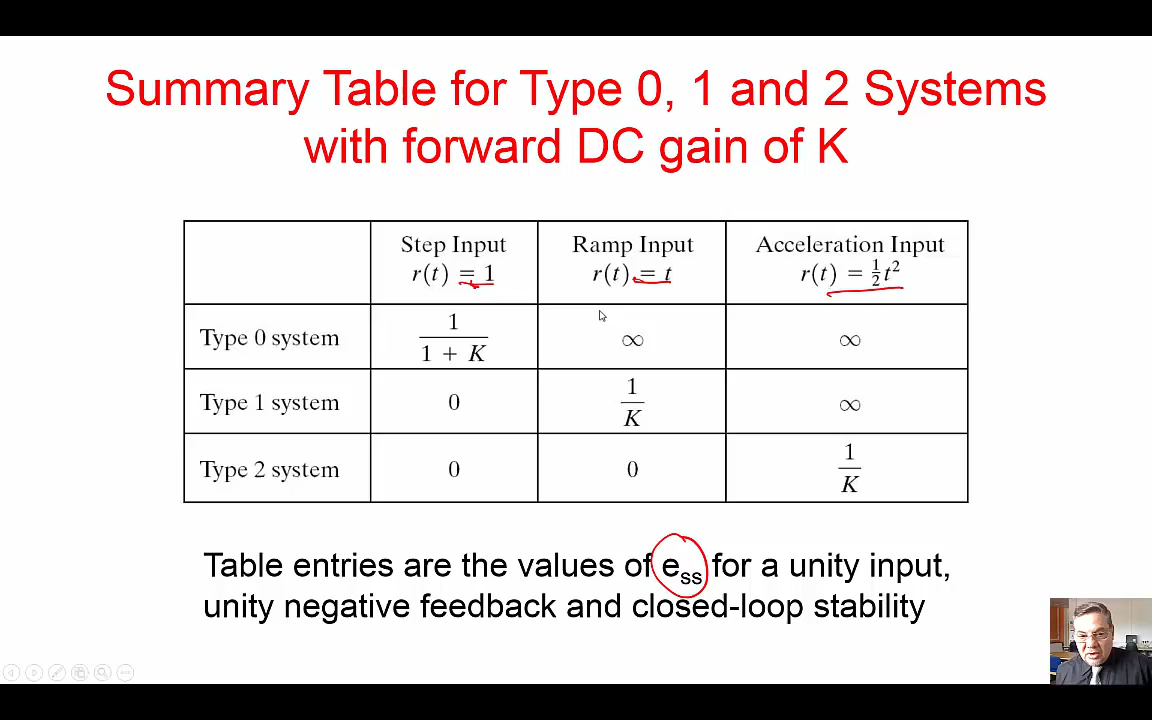 Summary Table for Type 0, 1 and 2 Systems
with forward DC gain of K
Step Input
r(t) = 1
Ramp Input
r(t) = t
Acceleration Input
r(t) = ½t²
Type 0 system
1
1 + K
∞
∞
Type 1 system
0
1
K
∞
Type 2 system
0
0
1
K
Table entries are the values of e_ss for a unity input,
unity negative feedback and closed-loop stability